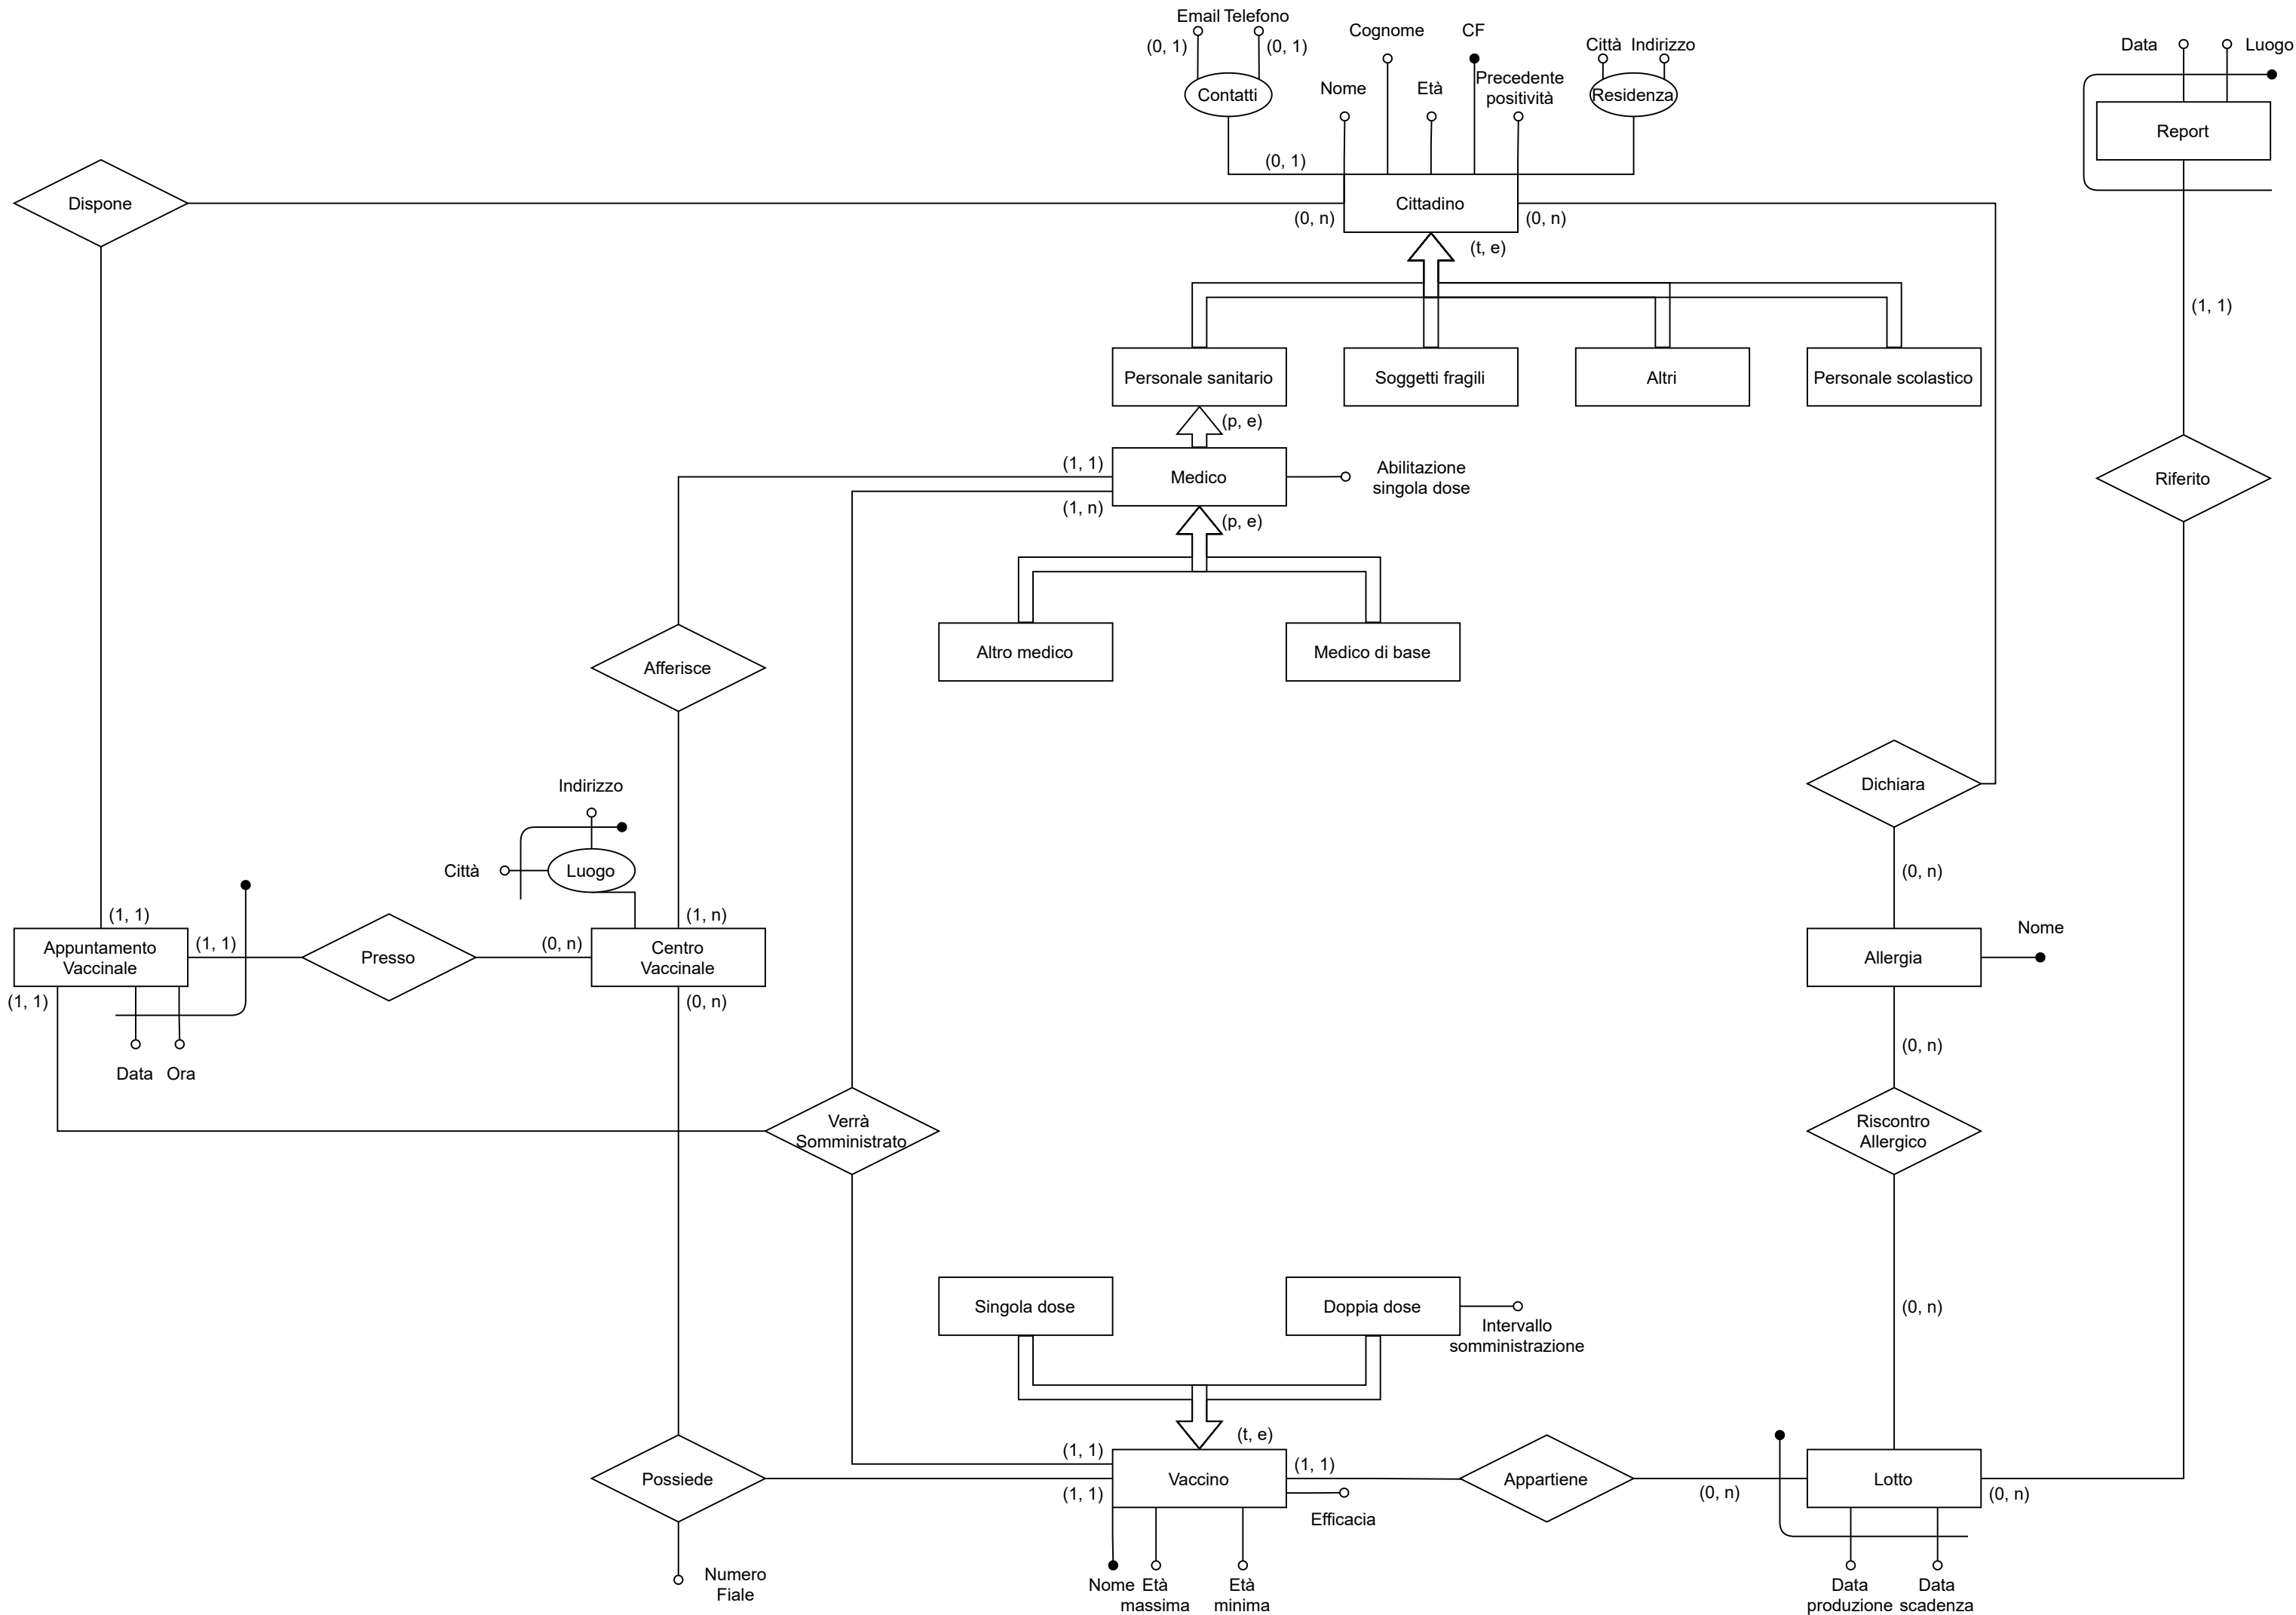 Email Telefono
(0, 1)
(0, 1)
Cognome
CF
Città Indirizzo
Data
Luogo
Contatti
Nome
Età
Precedente
positività
Residenza
Report
(0, 1)
Dispone
Cittadino
(0, n)
(0, n)
(t, e)
(1, 1)
Personale sanitario
Soggetti fragili
Altri
Personale scolastico
(p, e)
(1, 1)
Medico
Abilitazione
singola dose
Riferito
(1, n)
(p, e)
Altro medico
Medico di base
Afferisce
Indirizzo
Dichiara
Città
Luogo
(0, n)
(1, 1)
(1, n)
Nome
Appuntamento
Vaccinale
(1, 1)
Presso
(0, n)
Centro
Vaccinale
Allergia
(1, 1)
(0, n)
(0, n)
Data
Ora
Verrà
Somministrato
Riscontro
Allergico
Singola dose
Doppia dose
(0, n)
Intervallo
somministrazione
(t, e)
(1, 1)
(1, 1)
Possiede
Vaccino
Appartiene
Lotto
(1, 1)
(0, n)
(0, n)
Efficacia
Numero
Fiale
Nome
Età
massima
Età
minima
Data
produzione
Data
scadenza